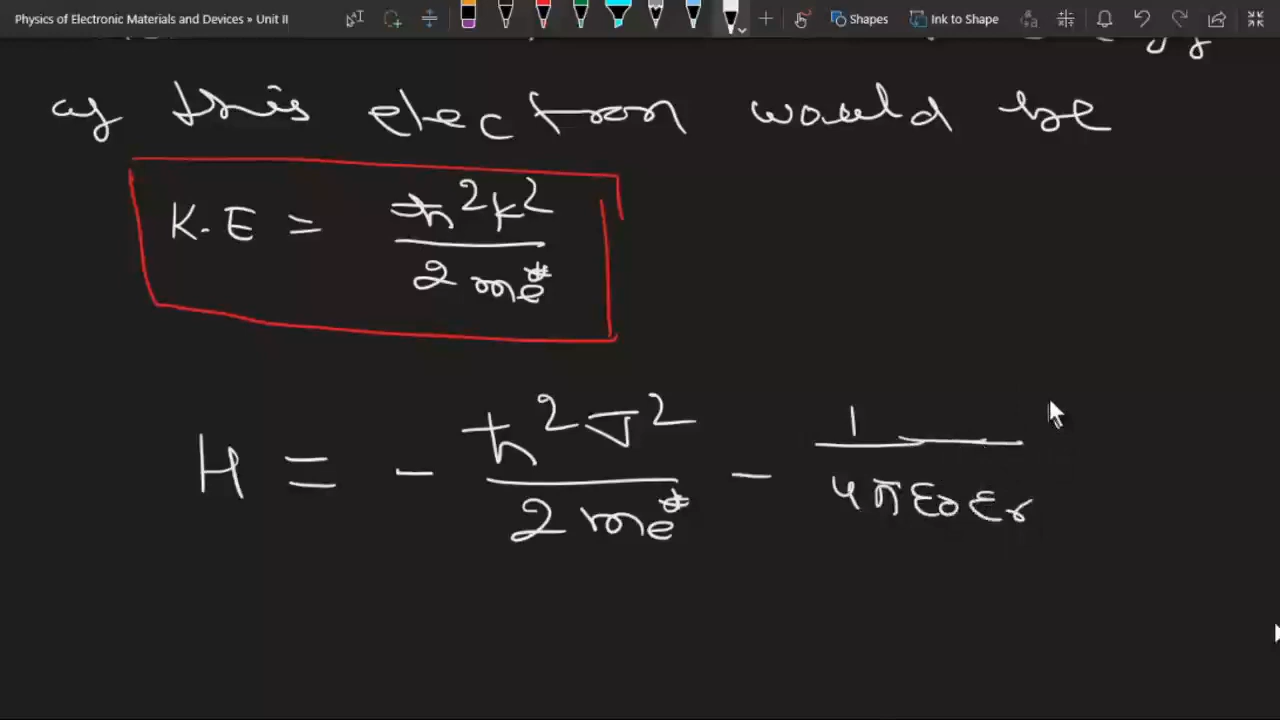 Physics of Electronic Materials and Devices » Unit II Shapes Ink to Shape
of this electron would be
K.E = ħ²k² / 2me*
H = - ħ²∇² / 2me* - 1 / 4πε0εr